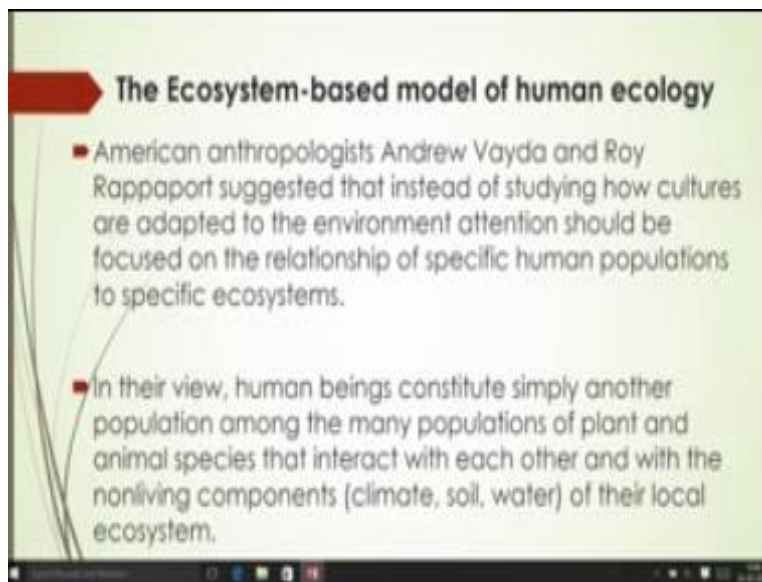 The Ecosystem-based model of human ecology
American anthropologists Andrew Vayda and Roy
Rappaport suggested that instead of studying how cultures
are adapted to the environment attention should be
focused on the relationship of specific human populations
to specific ecosystems.
In their view, human beings constitute simply another
population among the many populations of plant and
animal species that interact with each other and with the
nonliving components (climate, soil, water) of their local
ecosystem.